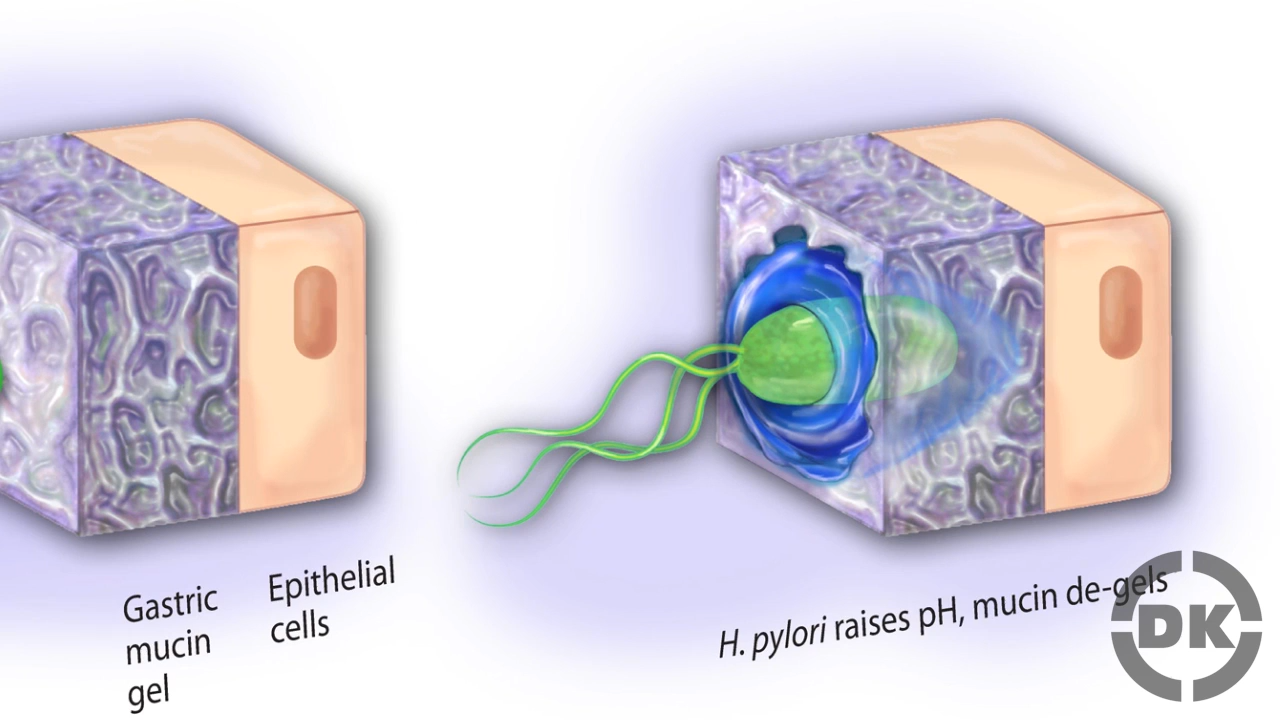 Gastric
mucin
gel
Epithelial
cells
H. pylori raises pH, mucin de-gels
DK